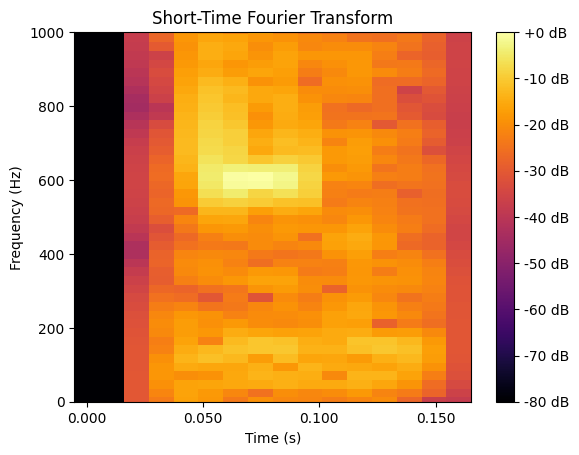 Short-Time Fourier Transform
Frequency (Hz)
1000
800
600
400
200
0
0.000
0.050
0.100
0.150
Time (s)
+0 dB
-10 dB
-20 dB
-30 dB
-40 dB
-50 dB
-60 dB
-70 dB
-80 dB